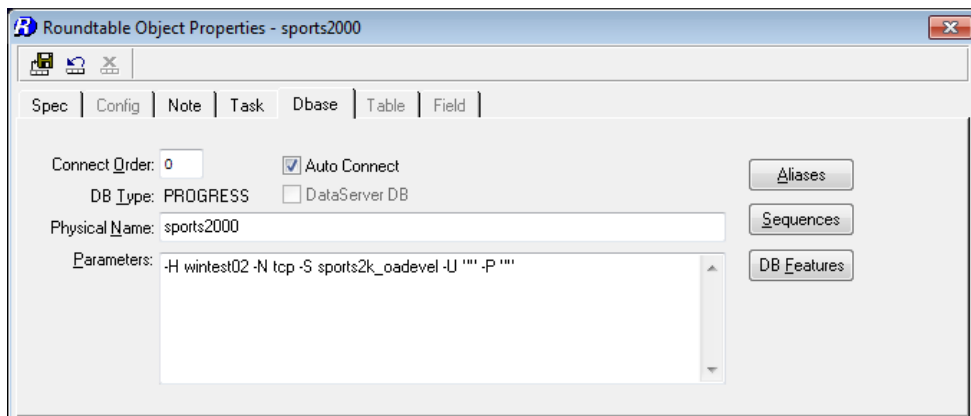 Roundtable Object Properties - sports2000
Spec Config Note Task Dbase Table Field
Connect Order: 0 Auto Connect
DB Type: PROGRESS DataServer DB
Physical Name: sports2000
Parameters: -H wintest02 -N tcp -S sports2k_oadevel -U """ -P """
Aliases
Sequences
DB Features